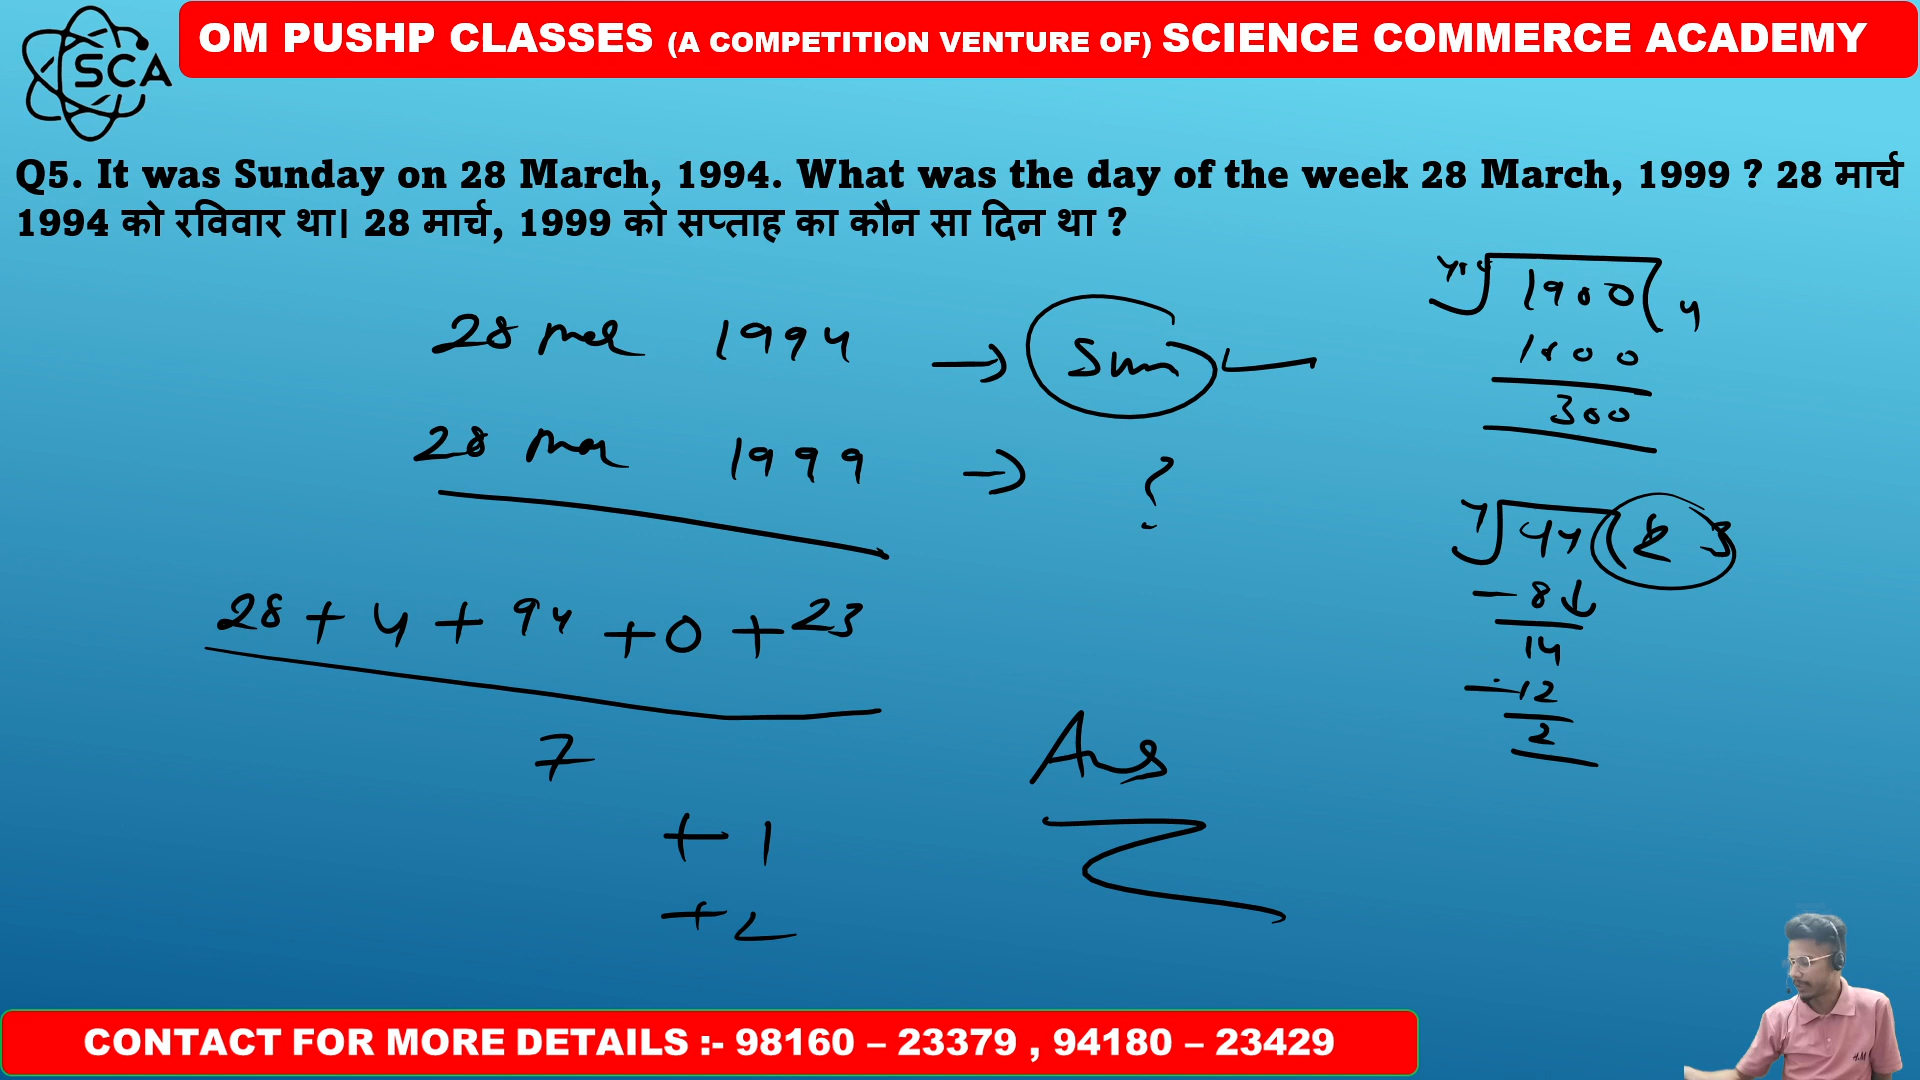 SCA
OM PUSHP CLASSES (A COMPETITION VENTURE OF) SCIENCE COMMERCE ACADEMY
Q5. It was Sunday on 28 March, 1994. What was the day of the week 28 March, 1999 ? 28 मार्च
1994 को रविवार था| 28 मार्च, 1999 को सप्ताह का कौन सा दिन था ?
28 mar 1994 → Sun
28 mar 1999 → ?
28 + 4 + 94 + 0 + 23
7
+ 1
+ 2
Ans
1900 ( 4
300
4
- 8 ↓
14
- 12
2
CONTACT FOR MORE DETAILS :- 98160 – 23379 , 94180 – 23429